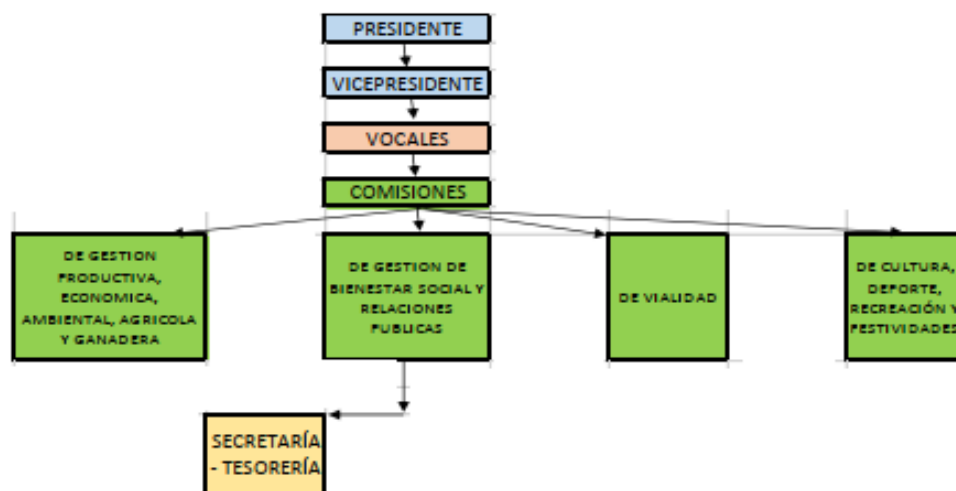 PRESIDENTE
VICEPRESIDENTE
VOCALES
COMISIONES
DE GESTION
PRODUCTIVA,
ECONOMICA,
AMBIENTAL, AGRICOLA
Y GANADERA
DE GESTION DE
BIENESTAR SOCIAL Y
RELACIONES
PUBLICAS
DE VIALIDAD
DE CULTURA,
DEPORTE,
RECREACIÓN Y
FESTIVIDADES
SECRETARÍA
- TESORERÍA